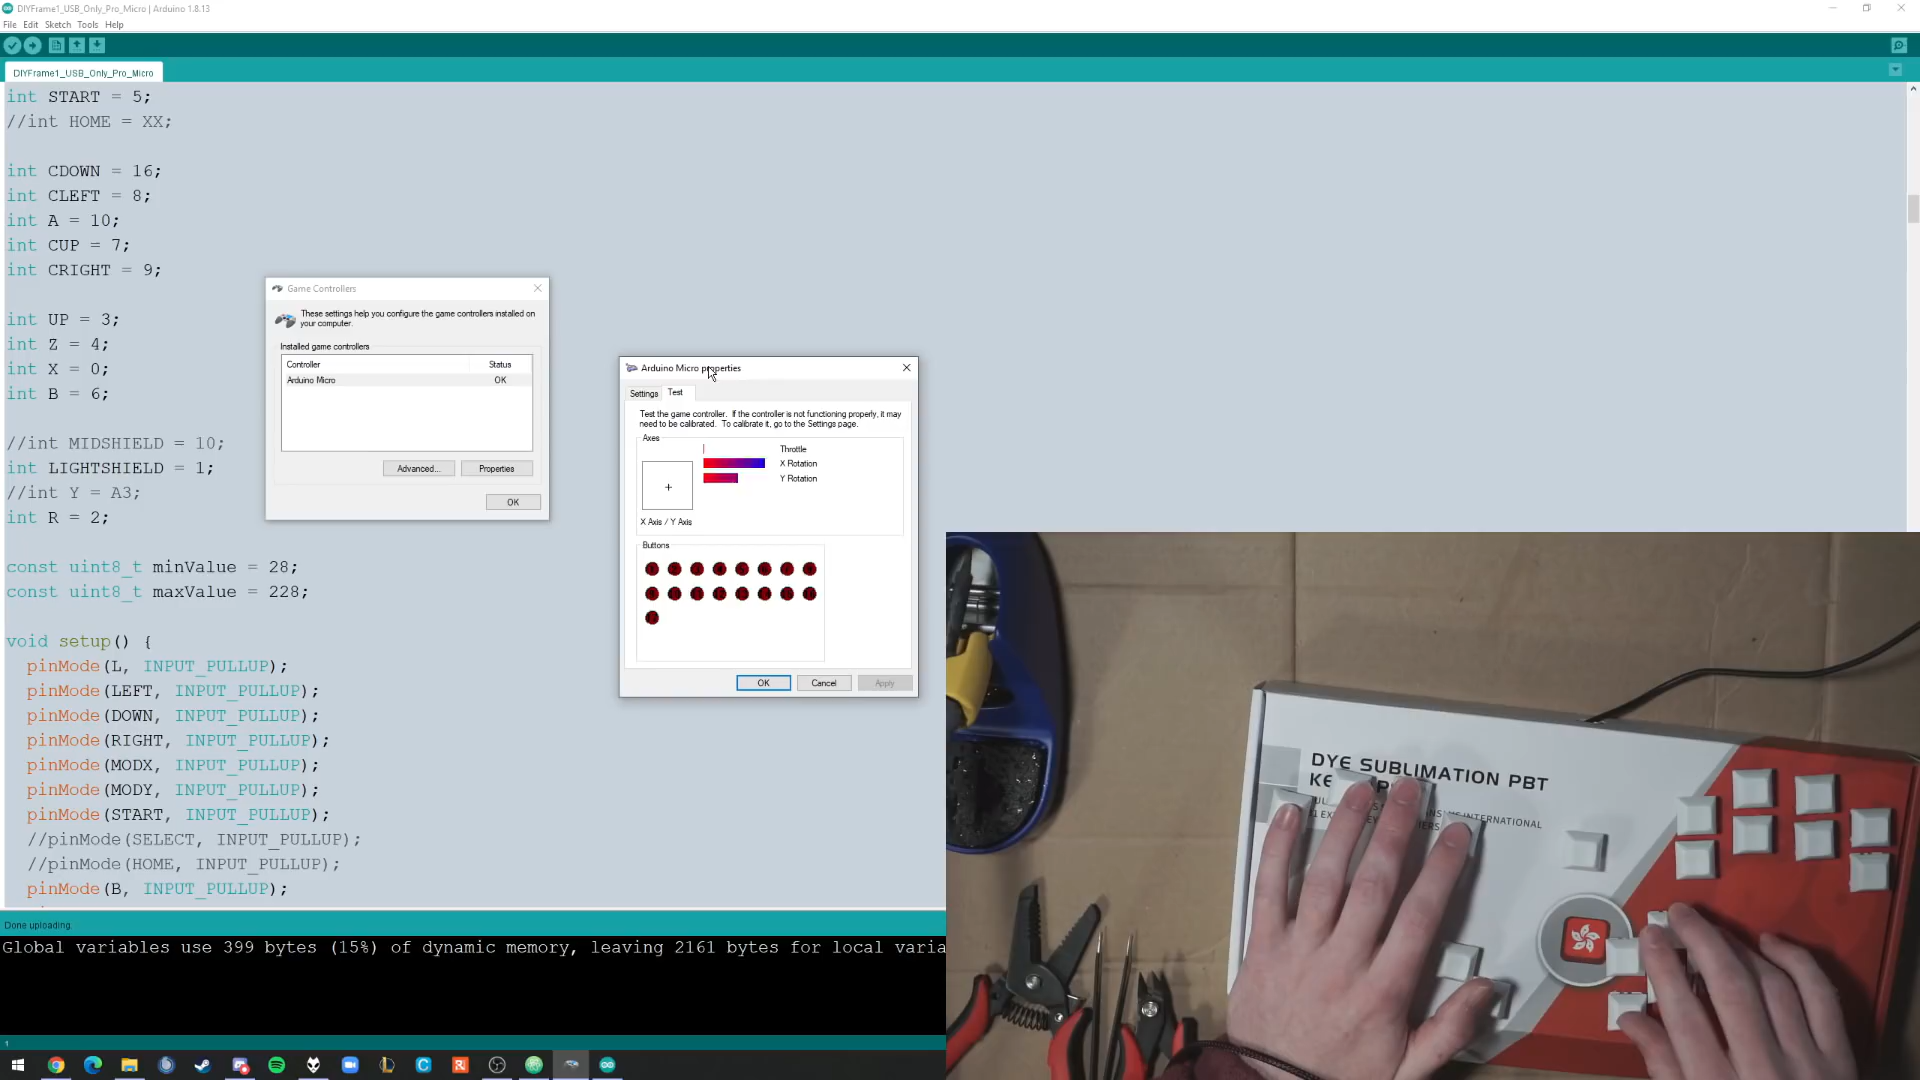 DIYFrame1_USB_Only_Pro_Micro | Arduino 1.8.13
File Edit Sketch Tools Help
DIYFrame1_USB_Only_Pro_Micro
int START = 5;
//int HOME = XX;
int CDOWN = 16;
int CLEFT = 8;
int A = 10;
int CUP = 7;
int CRIGHT = 9;
int UP = 3;
int Z = 4;
int X = 0;
int B = 6;
//int MIDSHIELD = 10;
int LIGHTSHIELD = 1;
//int Y = A3;
int R = 2;
const uint8_t minValue = 28;
const uint8_t maxValue = 228;
void setup() {
pinMode(L, INPUT_PULLUP);
pinMode(LEFT, INPUT_PULLUP);
pinMode(DOWN, INPUT_PULLUP);
pinMode(RIGHT, INPUT_PULLUP);
pinMode(MODX, INPUT_PULLUP);
pinMode(MODY, INPUT_PULLUP);
pinMode(START, INPUT_PULLUP);
//pinMode(SELECT, INPUT_PULLUP);
//pinMode(HOME, INPUT_PULLUP);
pinMode(B, INPUT_PULLUP);
Game Controllers
These settings help you configure the game controllers installed on
your computer.
Installed game controllers
Controller Status
Arduino Micro OK
Advanced... Properties
OK
Arduino Micro properties
Settings Test
Test the game controller. If the controller is not functioning properly, it may
need to be calibrated. To calibrate it, go to the Settings page.
Axes
Throttle
X Rotation
Y Rotation
X Axis / Y Axis
Buttons
OK Cancel Apply
Done uploading.
Global variables use 399 bytes (15%) of dynamic memory, leaving 2161 bytes for local varia
1
DYE SUBLIMATION PBT
INTERNATIONAL